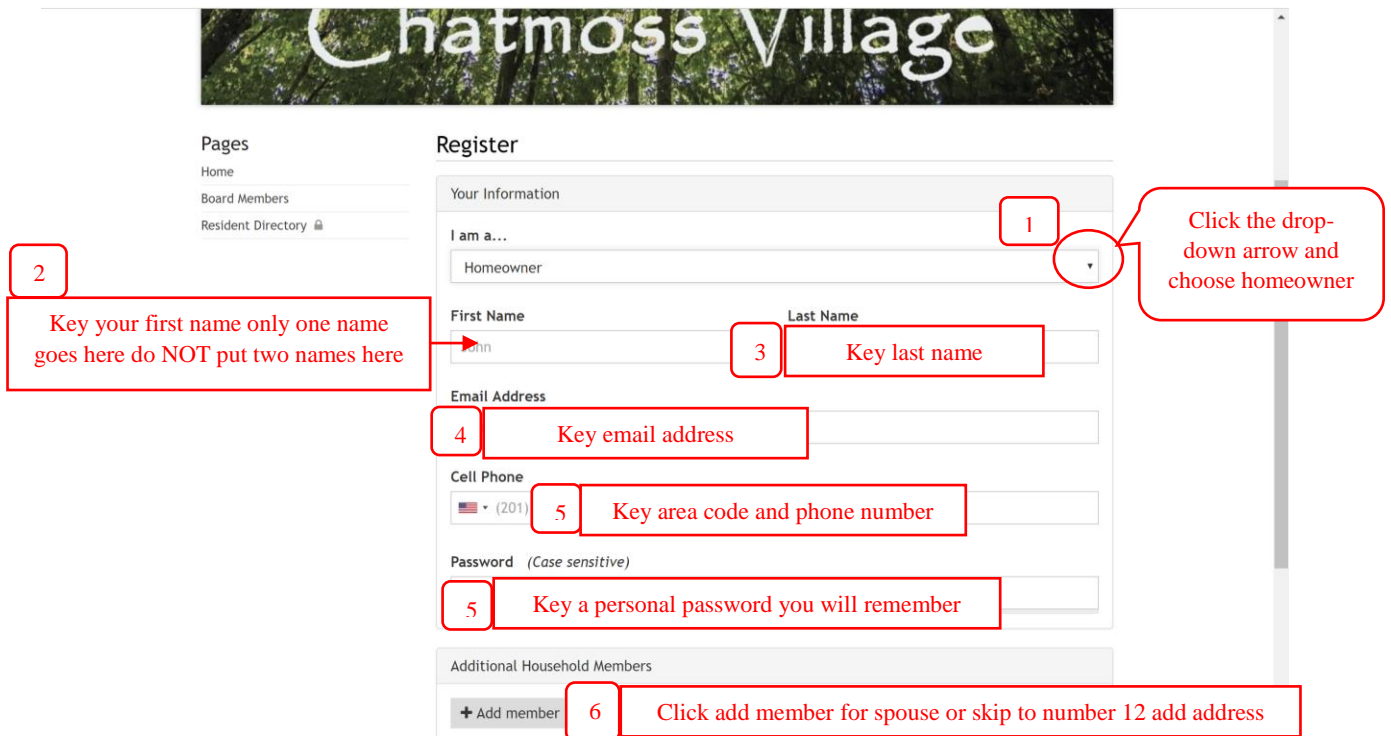 Chatmoss Village
Pages
Home
Board Members
Resident Directory
Register
Your Information
1
Click the drop-
down arrow and
choose homeowner
I am a...
Homeowner
2
Key your first name only one name
goes here do NOT put two names here
First Name
Last Name
John
3
Key last name
Email Address
4
Key email address
Cell Phone
(201)
5
Key area code and phone number
Password (Case sensitive)
5
Key a personal password you will remember
Additional Household Members
+ Add member
6
Click add member for spouse or skip to number 12 add address